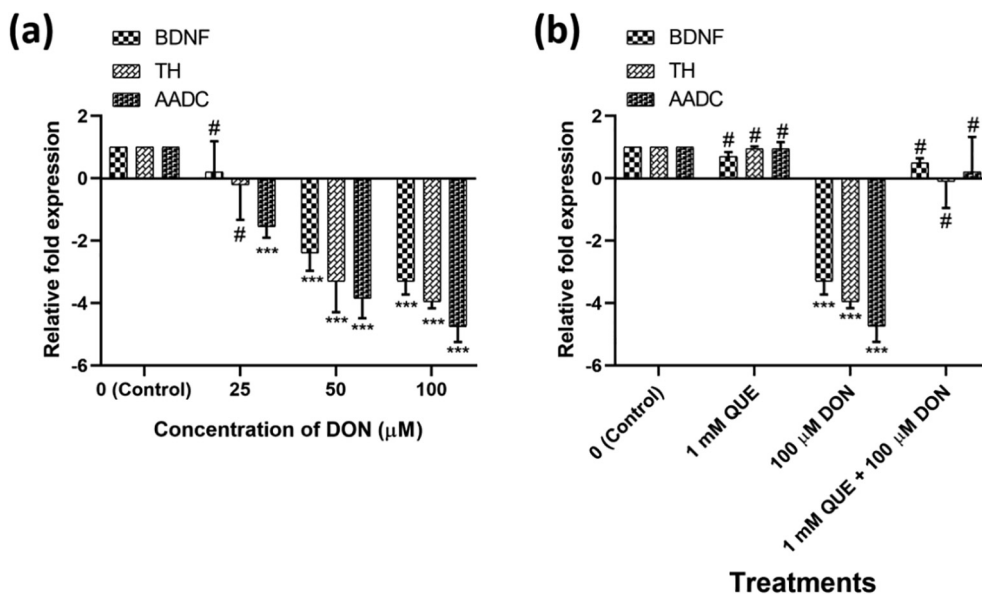 (a)
BDNF
TH
AADC
Relative fold expression
2
0
-2
-4
-6
#
#
***
***
***
***
***
***
***
0 (Control) 25 50 100
Concentration of DON (μM)
(b)
BDNF
TH
AADC
Relative fold expression
2
0
-2
-4
-6
# # #
***
***
***
#
#
#
0 (Control)
1 mM QUE
100 μM DON
1 mM QUE + 100 μM DON
Treatments